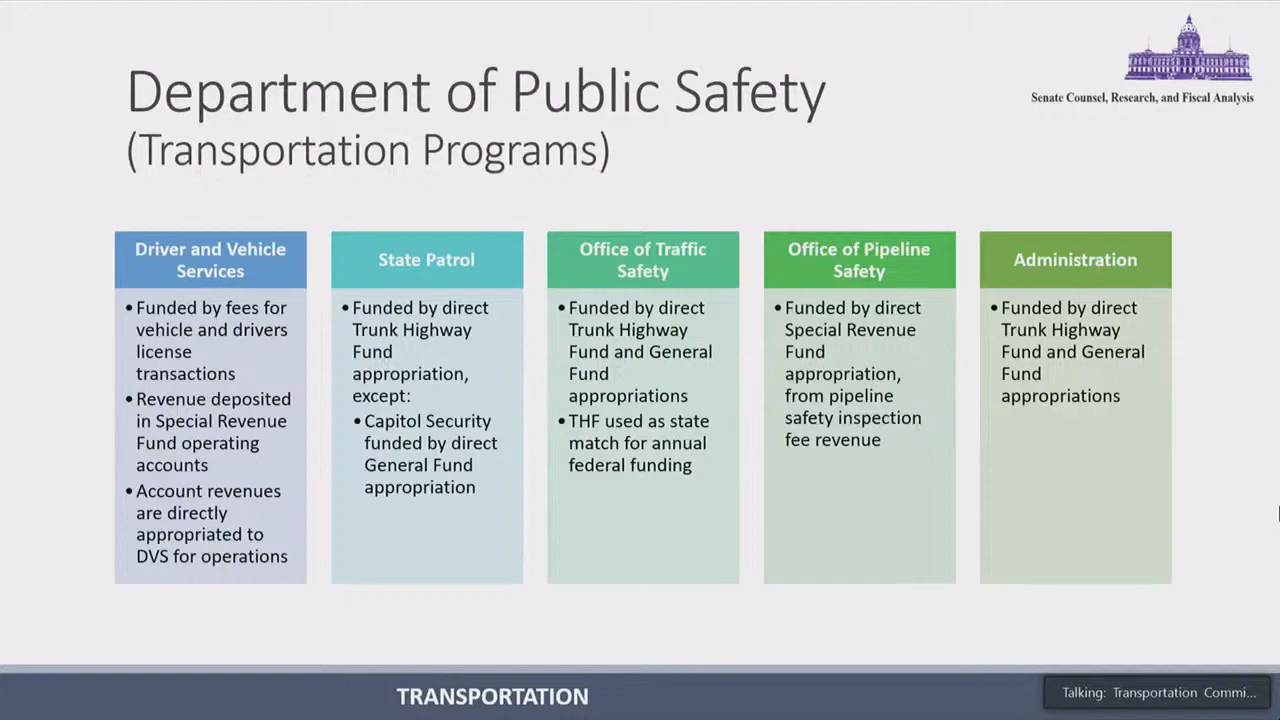 Department of Public Safety
(Transportation Programs)
Senate Counsel, Research, and Fiscal Analysis
Driver and Vehicle
Services
• Funded by fees for
vehicle and drivers
license
transactions
• Revenue deposited
in Special Revenue
Fund operating
accounts
• Account revenues
are directly
appropriated to
DVS for operations
State Patrol
• Funded by direct
Trunk Highway
Fund
appropriation,
except:
• Capitol Security
funded by direct
General Fund
appropriation
Office of Traffic
Safety
• Funded by direct
Trunk Highway
Fund and General
Fund
appropriations
• THF used as state
match for annual
federal funding
Office of Pipeline
Safety
• Funded by direct
Special Revenue
Fund
appropriation,
from pipeline
safety inspection
fee revenue
Administration
• Funded by direct
Trunk Highway
Fund and General
Fund
appropriations
TRANSPORTATION
Talking: Transportation Commi...